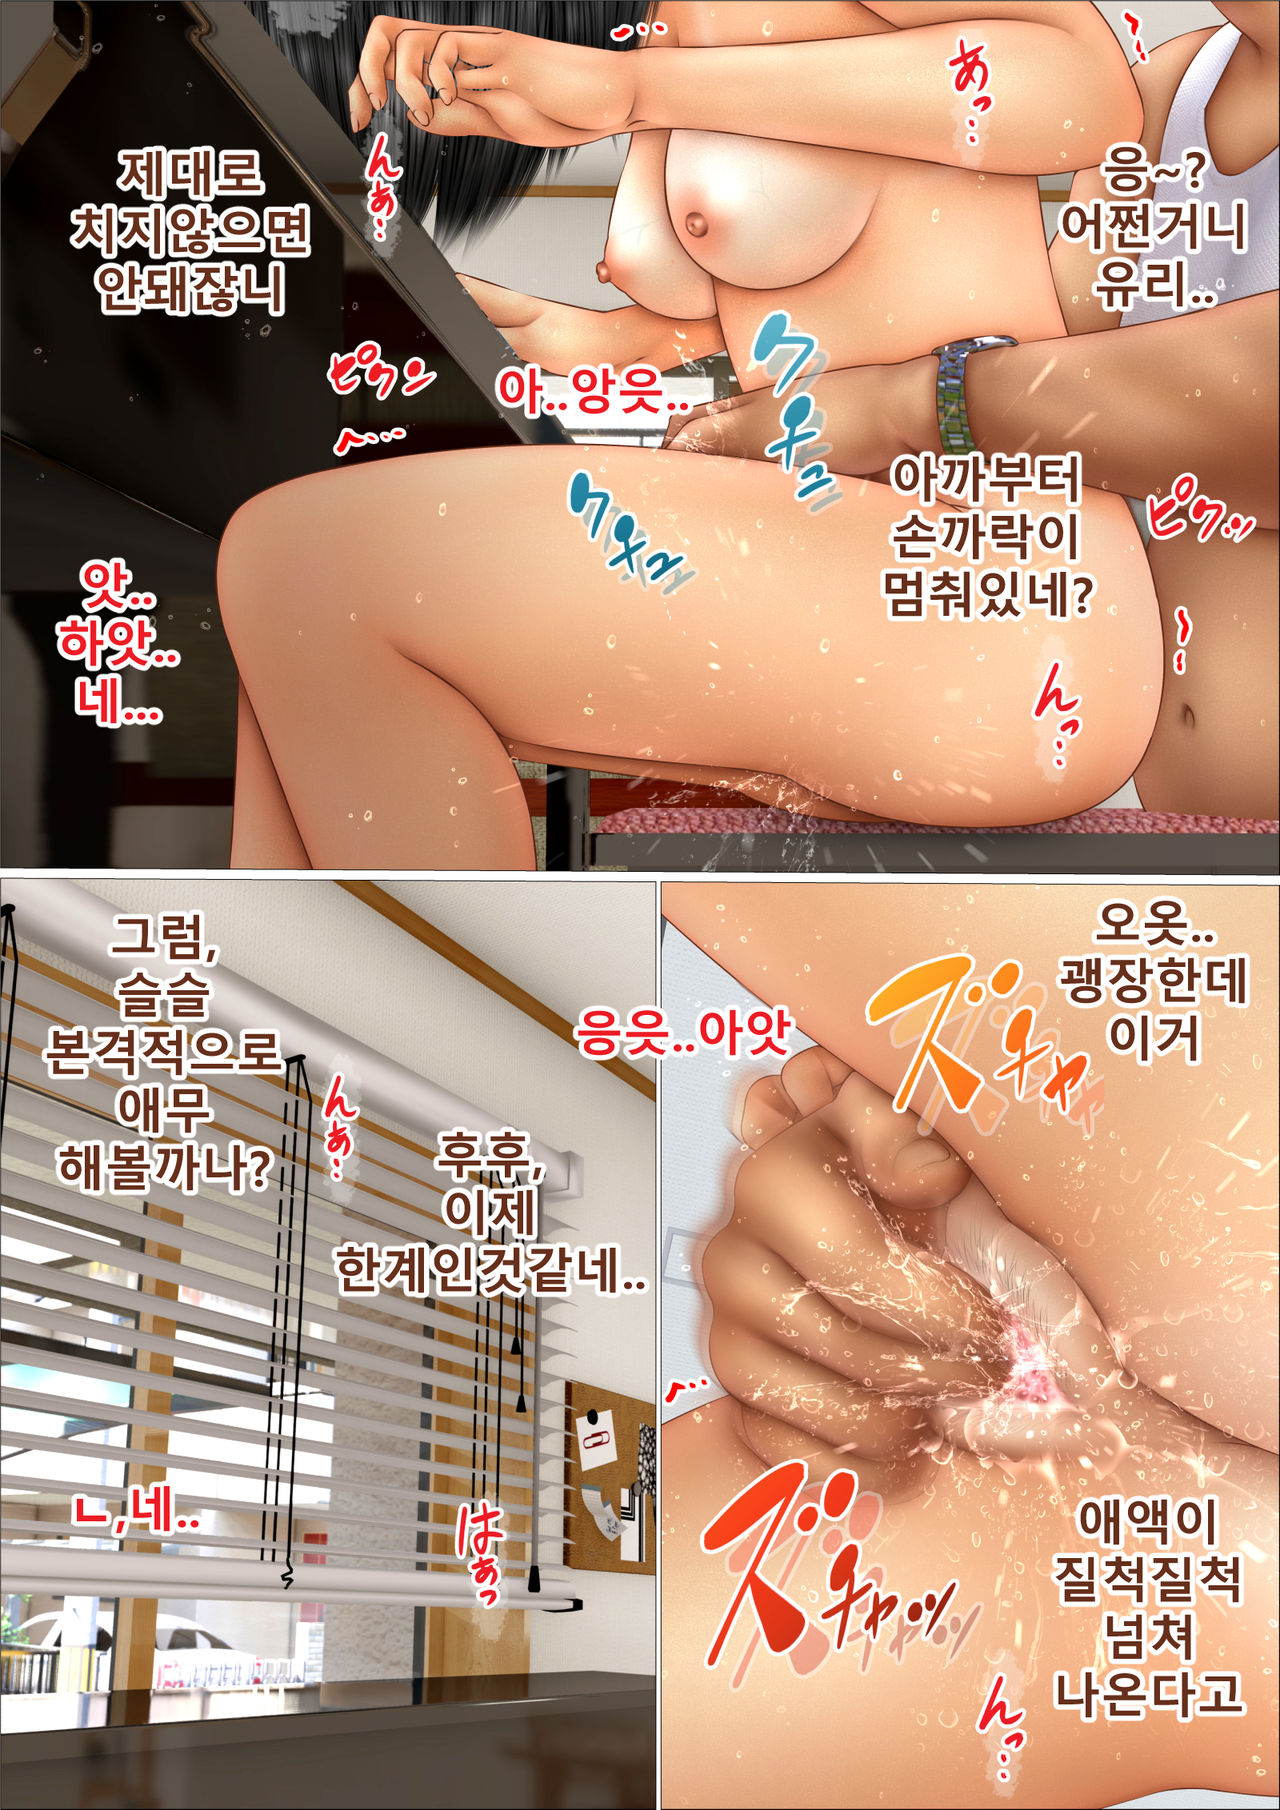 응~?
어쩐거니
유리..
あっ…
んぁ…
제대로
치지않으면
안돼잖니
ピクン
아..앙읏..
クチュ
クチュ
아까부터
손까락이
멈춰있네?
ピクッ
앗..
하앗..
네...
んっ…
그럼,
슬슬
본격적으로
애무
해볼까나?
んぁ…
후후,
이제
한계인것같네..
ㄴ,네..
はぁっ
응읏..아앗
오옷..
괭장한데
이거
ズチャ
ズチャッ
애액이
질척질척
넘쳐
나온다고
んっ…